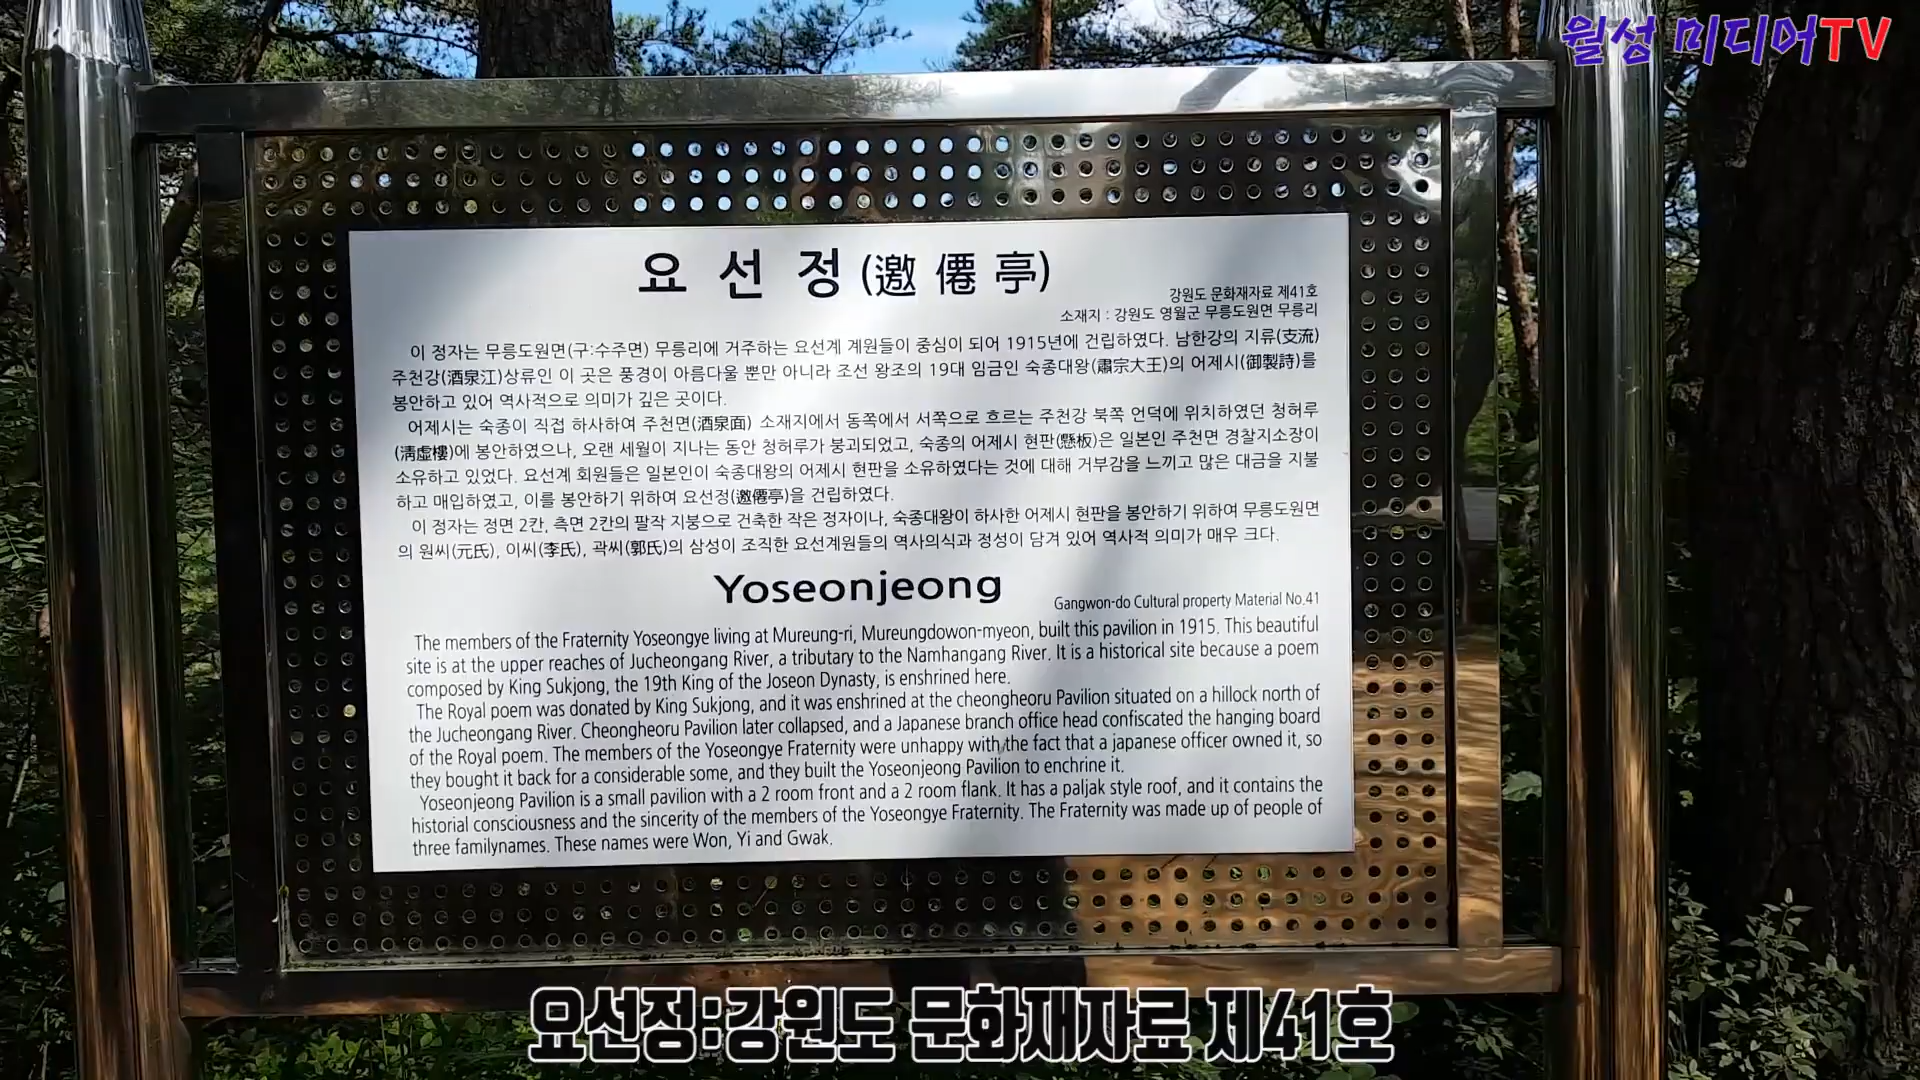 월성 미디어TV
요 선 정 (邀 僊 亭)
강원도 문화재자료 제41호
소재지 : 강원도 영월군 무릉도원면 무릉리
이 정자는 무릉도원면(구:수주면) 무릉리에 거주하는 요선계 계원들이 중심이 되어 1915년에 건립하였다. 남한강의 지류(支流)
주천강(酒泉江)상류인 이 곳은 풍경이 아름다울 뿐만 아니라 조선 왕조의 19대 임금인 숙종대왕(肅宗大王)의 어제시(御製詩)를
봉안하고 있어 역사적으로 의미가 깊은 곳이다.
어제시는 숙종이 직접 하사하여 주천면(酒泉面) 소재지에서 동쪽에서 서쪽으로 흐르는 주천강 북쪽 언덕에 위치하였던 청허루
(淸虛樓)에 봉안하였으나, 오랜 세월이 지나는 동안 청허루가 붕괴되었고, 숙종의 어제시 현판(懸板)은 일본인 주천면 경찰지소장이
소유하고 있었다. 요선계 회원들은 일본인이 숙종대왕의 어제시 현판을 소유하였다는 것에 대해 거부감을 느끼고 많은 대금을 지불
하고 매입하였고, 이를 봉안하기 위하여 요선정(邀僊亭)을 건립하였다.
이 정자는 정면 2칸, 측면 2칸의 팔작 지붕으로 건축한 작은 정자이나, 숙종대왕이 하사한 어제시 현판을 봉안하기 위하여 무릉도원면
의 원씨(元氏), 이씨(李氏), 곽씨(郭氏)의 삼성이 조직한 요선계원들의 역사의식과 정성이 담겨 있어 역사적 의미가 매우 크다.
Yoseonjeong
Gangwon-do Cultural property Material No.41
The members of the Fraternity Yoseongye living at Mureung-ri, Mureungdowon-myeon, built this pavilion in 1915. This beautiful
site is at the upper reaches of Jucheongang River, a tributary to the Namhangang River. It is a historical site because a poem
composed by King Sukjong, the 19th King of the Joseon Dynasty, is enshrined here.
The Royal poem was donated by King Sukjong, and it was enshrined at the cheongheoru Pavilion situated on a hillock north of
the Jucheongang River. Cheongheoru Pavilion later collapsed, and a Japanese branch office head confiscated the hanging board
of the Royal poem. The members of the Yoseongye Fraternity were unhappy with the fact that a japanese officer owned it, so
they bought it back for a considerable some, and they built the Yoseonjeong Pavilion to enchrine it.
Yoseonjeong Pavilion is a small pavilion with a 2 room front and a 2 room flank. It has a paljak style roof, and it contains the
historial consciousness and the sincerity of the members of the Yoseongye Fraternity. The Fraternity was made up of people of
three familynames. These names were Won, Yi and Gwak.
요선정:강원도 문화재자료 제41호